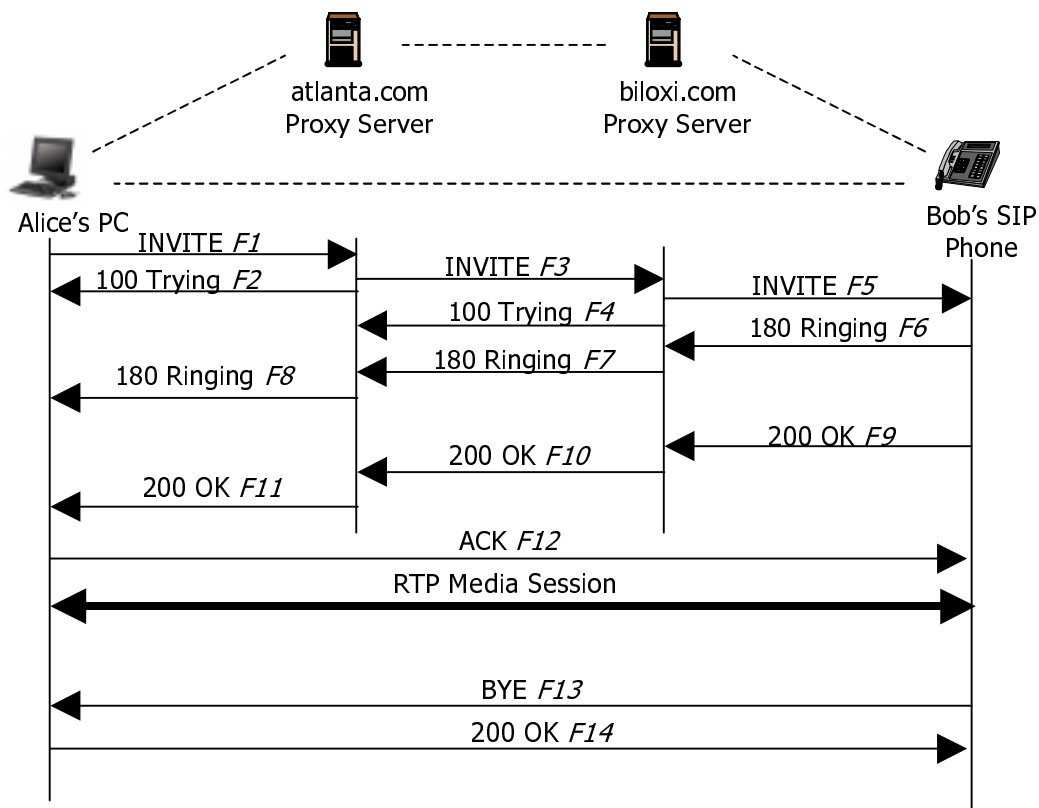 atlanta.com
Proxy Server
biloxi.com
Proxy Server
Alice's PC
Bob's SIP
Phone
INVITE F1
100 Trying F2
INVITE F3
INVITE F5
100 Trying F4
180 Ringing F6
180 Ringing F7
180 Ringing F8
200 OK F9
200 OK F10
200 OK F11
ACK F12
RTP Media Session
BYE F13
200 OK F14